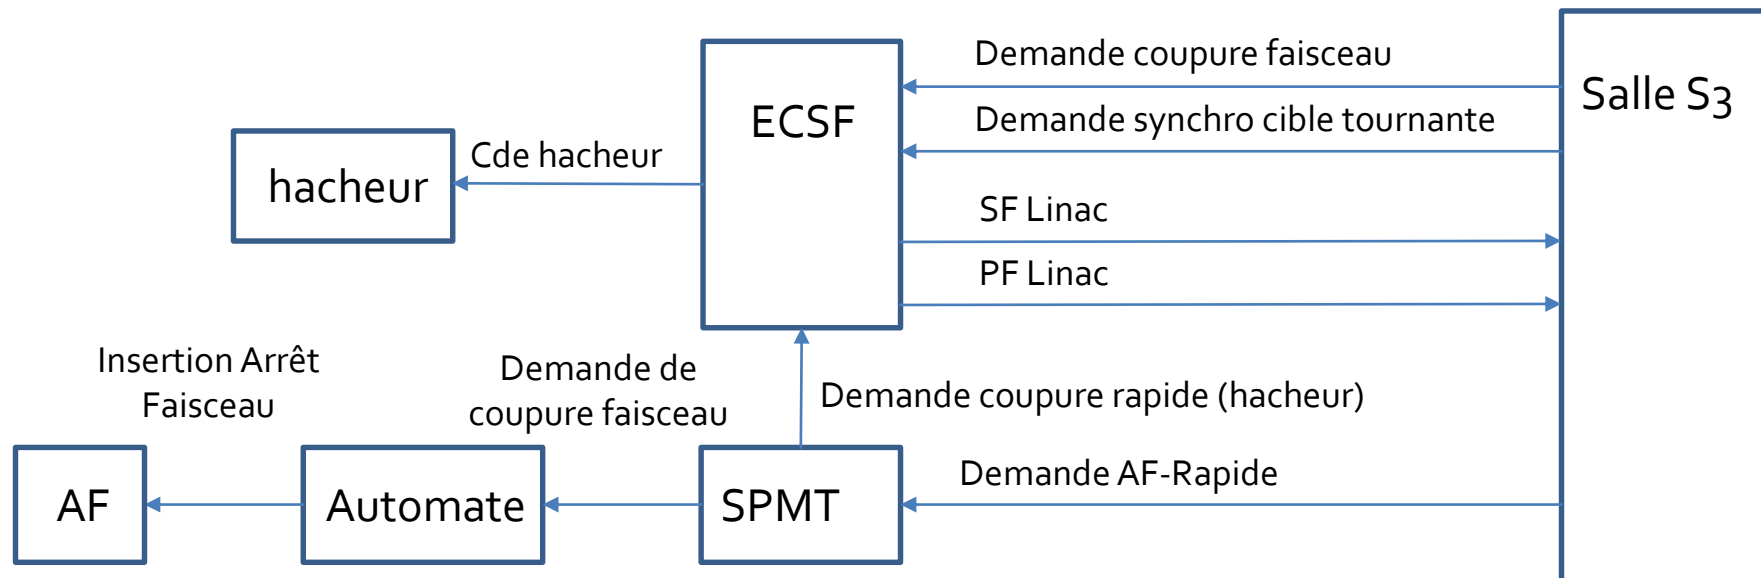 Demande coupure faisceau
Salle S3
ECSF
Demande synchro cible tournante
Cde hacheur
hacheur
SF Linac
PF Linac
Insertion Arrêt
Faisceau
Demande de
coupure faisceau
Demande coupure rapide (hacheur)
Demande AF-Rapide
AF
Automate
SPMT